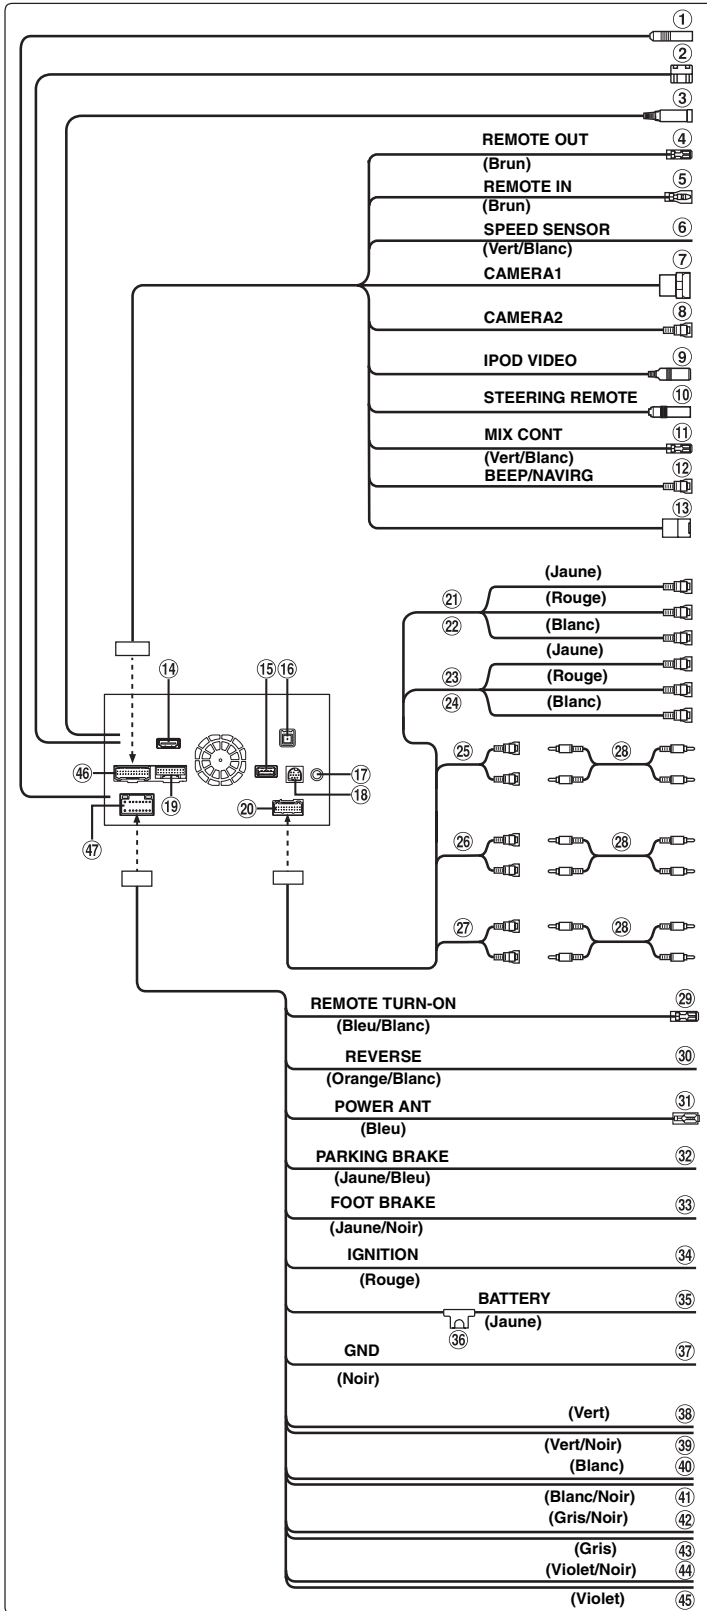 1
2
3
REMOTE OUT 4
(Brun)
REMOTE IN 5
(Brun)
SPEED SENSOR 6
(Vert/Blanc)
CAMERA1 7
CAMERA2 8
IPOD VIDEO 9
STEERING REMOTE 10
MIX CONT 11
(Vert/Blanc)
BEEP/NAVIRG 12
13
(Jaune)
21 (Rouge)
22 (Blanc)
(Jaune)
23 (Rouge)
24 (Blanc)
14 15 16
25 28
46 19 20 18 17
47
26 28
27 28
REMOTE TURN-ON 29
(Bleu/Blanc)
REVERSE 30
(Orange/Blanc)
POWER ANT 31
(Bleu)
PARKING BRAKE 32
(Jaune/Bleu)
FOOT BRAKE 33
(Jaune/Noir)
IGNITION 34
(Rouge)
BATTERY 35
36 (Jaune)
GND 37
(Noir)
(Vert) 38
(Vert/Noir) 39
(Blanc) 40
(Blanc/Noir) 41
(Gris/Noir) 42
(Gris) 43
(Violet/Noir) 44
(Violet) 45